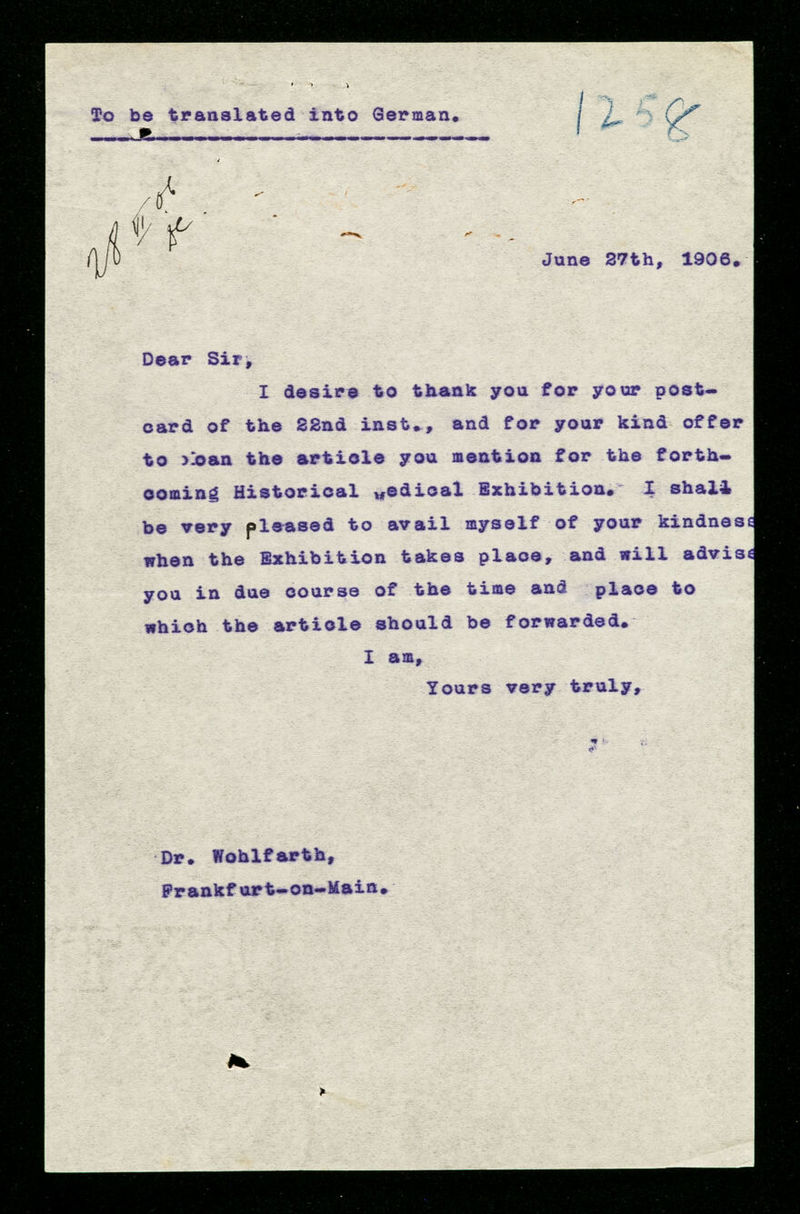 To be translated into German.
1258
28 VI 06
June 27th, 1906.
Dear Sir,
I desire to thank you for your post-
card of the 22nd inst., and for your kind offer
to loan the article you mention for the forth-
coming Historical Medical Exhibition. I shall
be very pleased to avail myself of your kindness
when the Exhibition takes place, and will advise
you in due course of the time and place to
which the article should be forwarded.
I am,
Yours very truly,
Dr. Wohlfarth,
Frankfurt-on-Main.